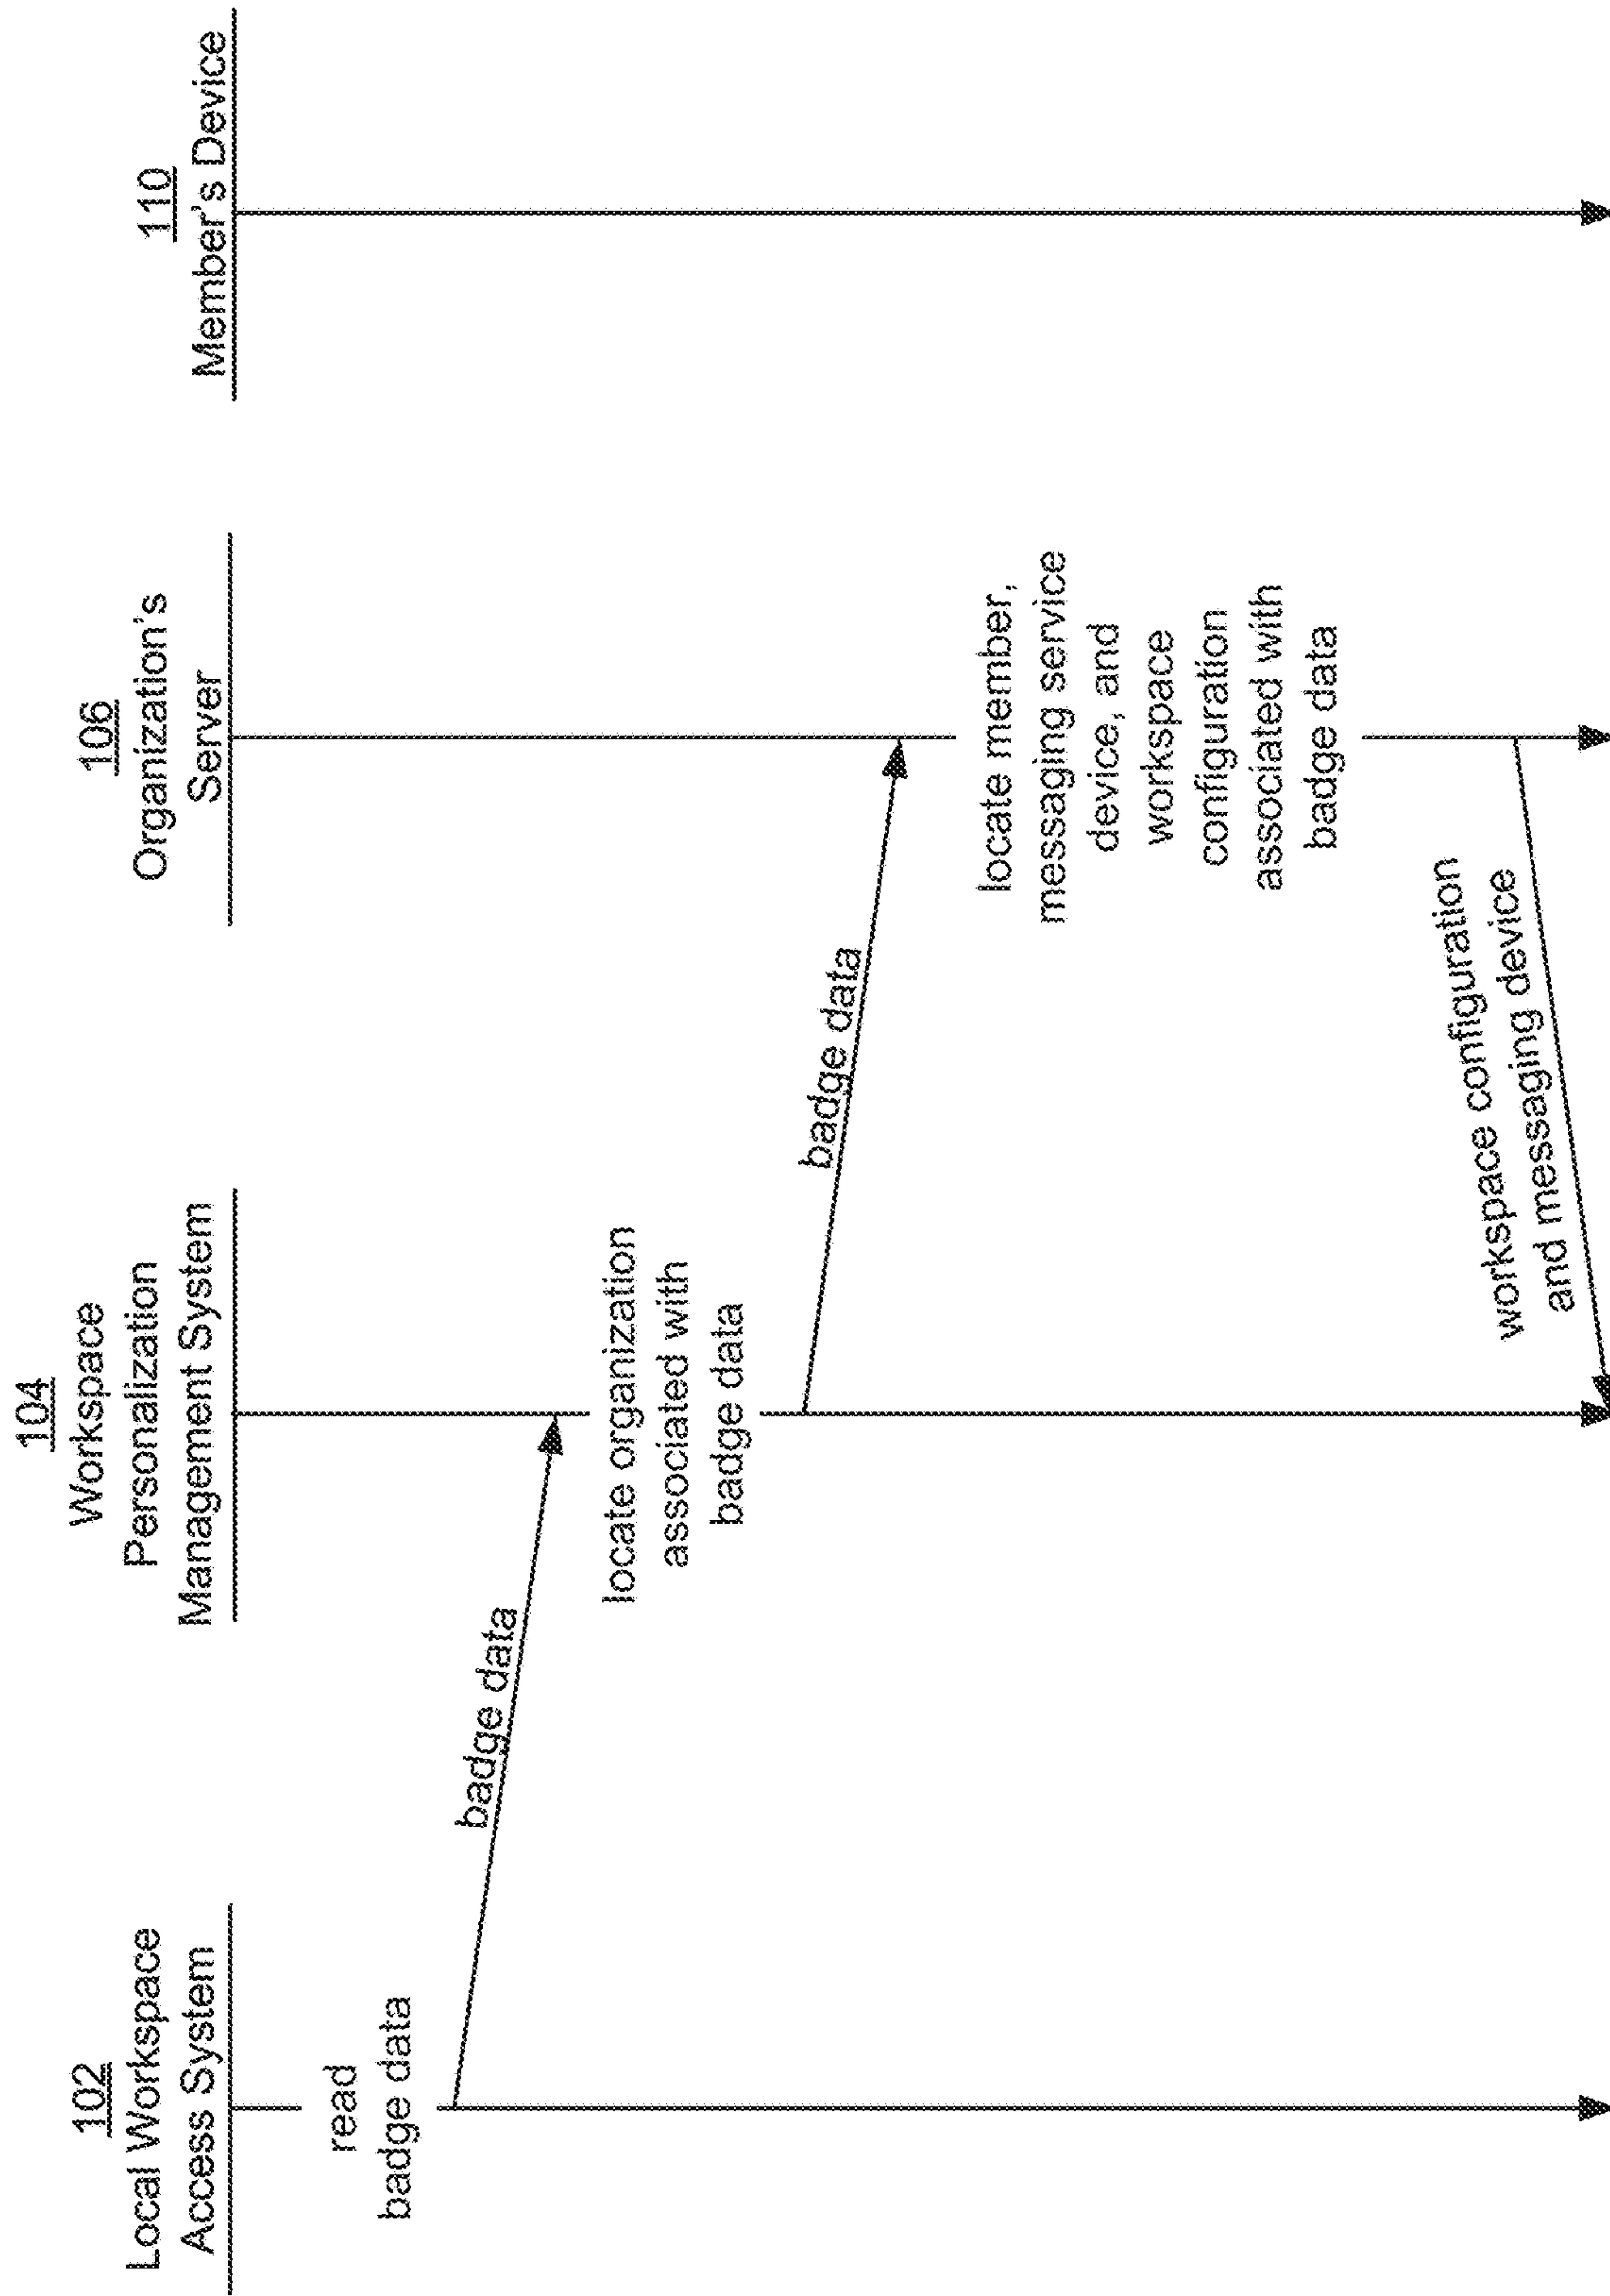 102
Local Workspace
Access System
104
Workspace
Personalization
Management System
106
Organization's
Server
110
Member's Device
read
badge data
badge data
locate organization
associated with
badge data
badge data
locate member,
messaging service
device, and
workspace
configuration
associated with
badge data
workspace configuration
and messaging device